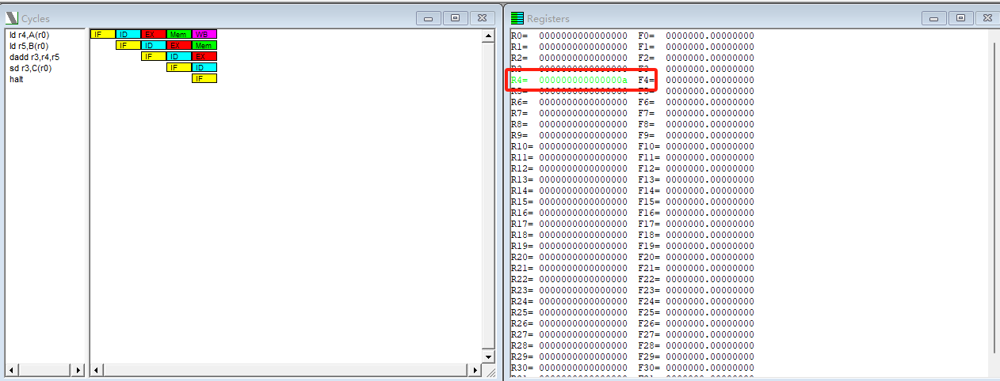 Cycles
ld r4,A(r0)
ld r5,B(r0)
dadd r3,r4,r5
sd r3,C(r0)
halt
IF ID EX Mem WB
IF ID EX Mem
IF ID EX
IF ID
IF
Registers
R0= 0000000000000000 F0= 0000000.00000000
R1= 0000000000000000 F1= 0000000.00000000
R2= 0000000000000000 F2= 0000000.00000000
R3= 0000000000000000 F3= 0000000.00000000
R4= 000000000000000a F4= 0000000.00000000
R5= 0000000000000000 F5= 0000000.00000000
R6= 0000000000000000 F6= 0000000.00000000
R7= 0000000000000000 F7= 0000000.00000000
R8= 0000000000000000 F8= 0000000.00000000
R9= 0000000000000000 F9= 0000000.00000000
R10= 0000000000000000 F10= 0000000.00000000
R11= 0000000000000000 F11= 0000000.00000000
R12= 0000000000000000 F12= 0000000.00000000
R13= 0000000000000000 F13= 0000000.00000000
R14= 0000000000000000 F14= 0000000.00000000
R15= 0000000000000000 F15= 0000000.00000000
R16= 0000000000000000 F16= 0000000.00000000
R17= 0000000000000000 F17= 0000000.00000000
R18= 0000000000000000 F18= 0000000.00000000
R19= 0000000000000000 F19= 0000000.00000000
R20= 0000000000000000 F20= 0000000.00000000
R21= 0000000000000000 F21= 0000000.00000000
R22= 0000000000000000 F22= 0000000.00000000
R23= 0000000000000000 F23= 0000000.00000000
R24= 0000000000000000 F24= 0000000.00000000
R25= 0000000000000000 F25= 0000000.00000000
R26= 0000000000000000 F26= 0000000.00000000
R27= 0000000000000000 F27= 0000000.00000000
R28= 0000000000000000 F28= 0000000.00000000
R29= 0000000000000000 F29= 0000000.00000000
R30= 0000000000000000 F30= 0000000.00000000